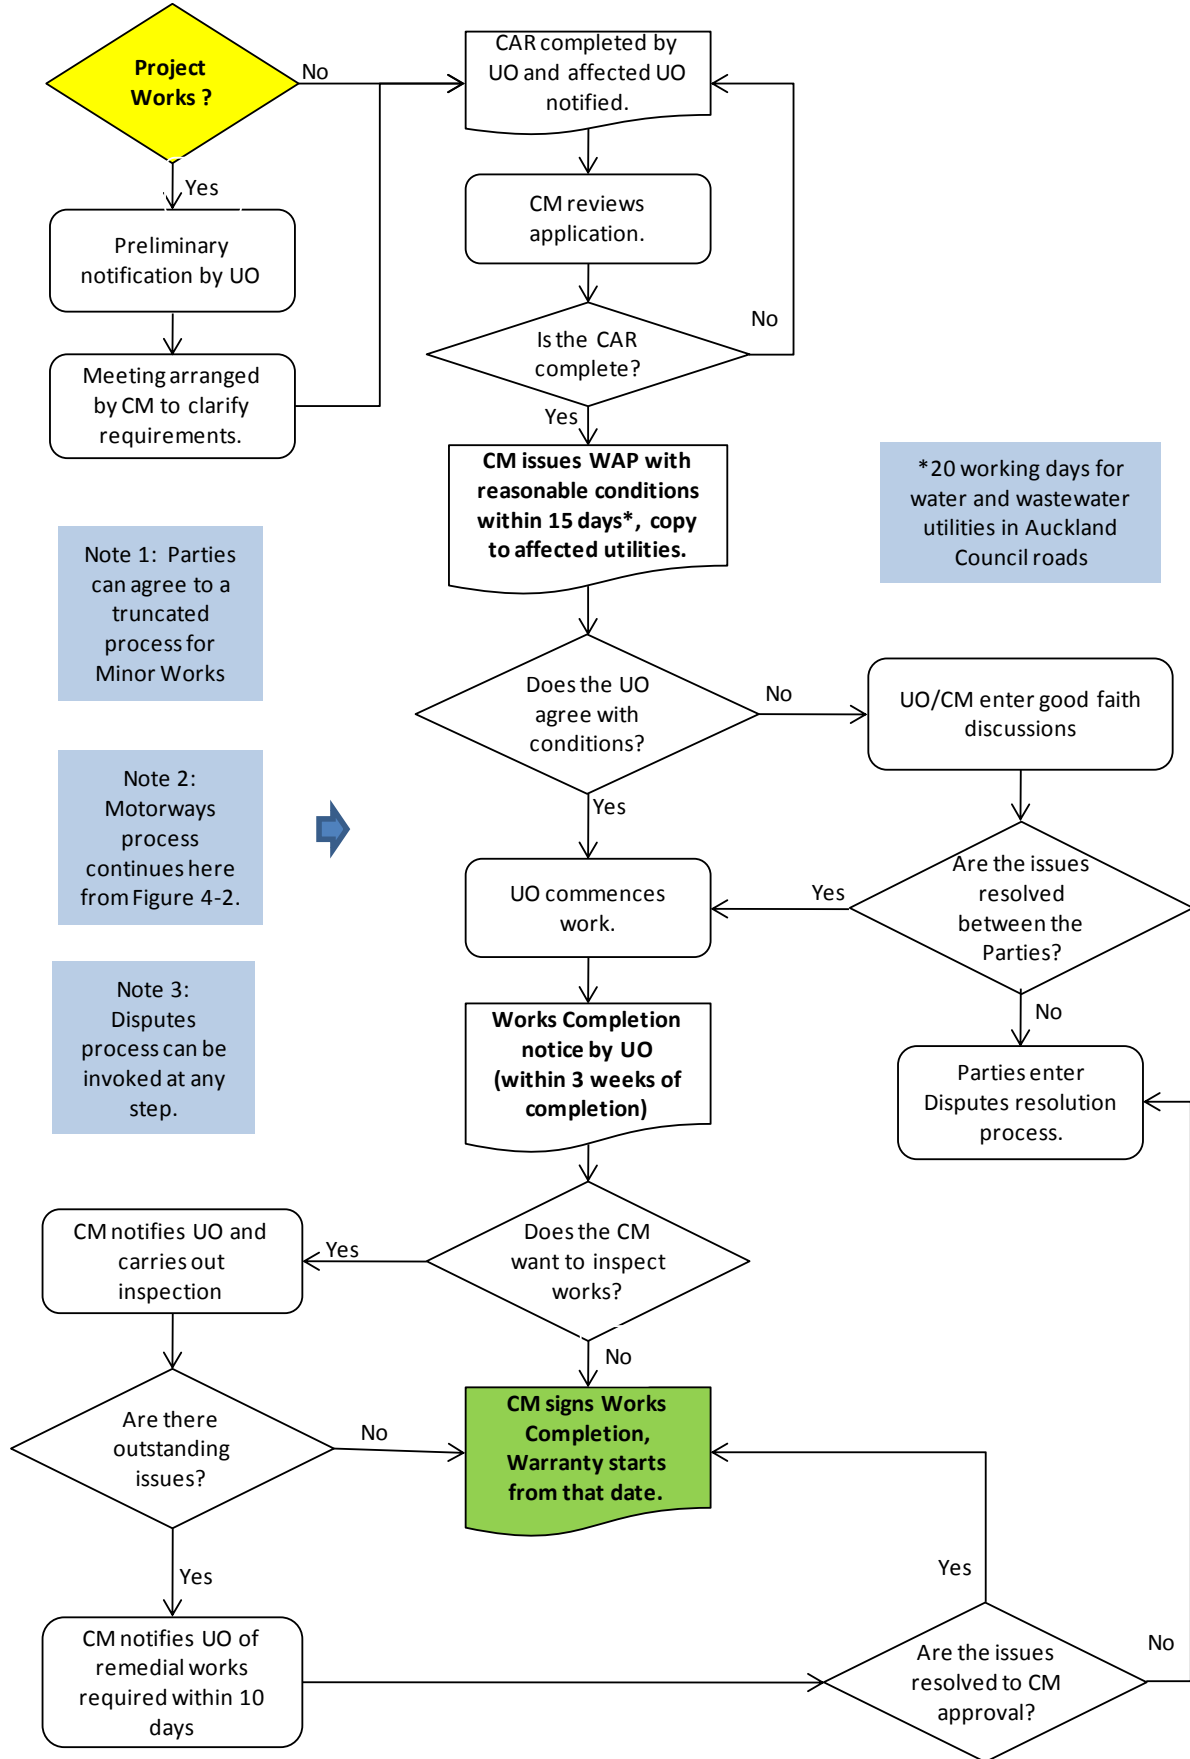 Project
Works ?
No
Yes
Preliminary
notification by UO
Meeting arranged
by CM to clarify
requirements.
CAR completed by
UO and affected UO
notified.
CM reviews
application.
Is the CAR
complete?
No
Yes
CM issues WAP with
reasonable conditions
within 15 days*, copy
to affected utilities.
*20 working days for
water and wastewater
utilities in Auckland
Council roads
Note 1: Parties
can agree to a
truncated
process for
Minor Works
Does the UO
agree with
conditions?
No
Yes
UO/CM enter good faith
discussions
Note 2:
Motorways
process
continues here
from Figure 4-2.
Are the issues
resolved
between the
Parties?
Yes
No
UO commences
work.
Note 3:
Disputes
process can be
invoked at any
step.
Works Completion
notice by UO
(within 3 weeks of
completion)
Parties enter
Disputes resolution
process.
Does the CM
want to inspect
works?
Yes
No
CM notifies UO and
carries out
inspection
Are there
outstanding
issues?
No
Yes
CM signs Works
Completion,
Warranty starts
from that date.
CM notifies UO of
remedial works
required within 10
days
Are the issues
resolved to CM
approval?
Yes
No